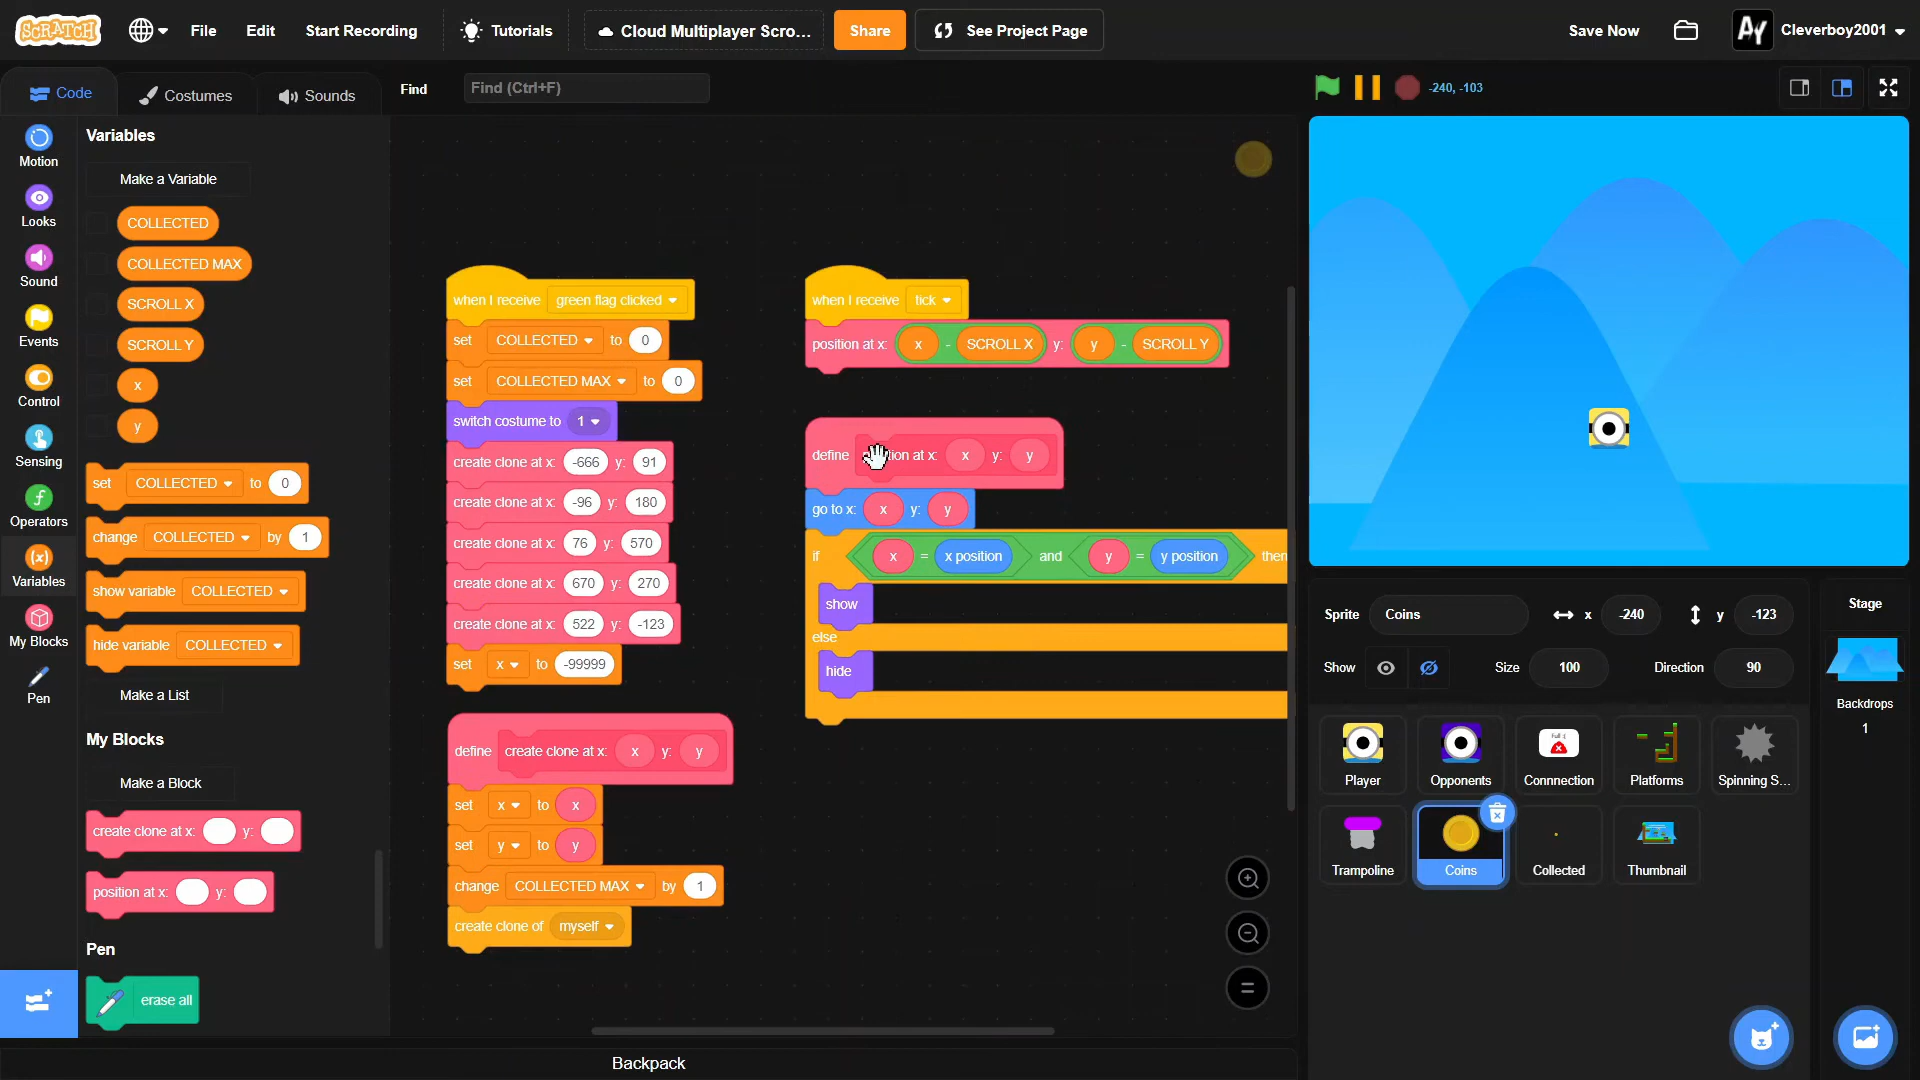 SCRATCH
File
Edit
Start Recording
Tutorials
Cloud Multiplayer Scro...
Share
See Project Page
Save Now
Ay
Cleverboy2001
Code
Costumes
Sounds
Find
Find (Ctrl+F)
-240, -103
Motion
Looks
Sound
Events
Control
Sensing
Operators
(x)
Variables
My Blocks
Pen
Variables
Make a Variable
COLLECTED
COLLECTED MAX
SCROLL X
SCROLL Y
x
y
set COLLECTED to 0
change COLLECTED by 1
show variable COLLECTED
hide variable COLLECTED
Make a List
My Blocks
Make a Block
create clone at x: y:
position at x: y:
Pen
erase all
when I receive green flag clicked
set COLLECTED to 0
set COLLECTED MAX to 0
switch costume to 1
create clone at x: -666 y: 91
create clone at x: -96 y: 180
create clone at x: 76 y: 570
create clone at x: 670 y: 270
create clone at x: 522 y: -123
set x to -99999
define create clone at x: x y: y
set x to x
set y to y
change COLLECTED MAX by 1
create clone of myself
when I receive tick
position at x: x - SCROLL X y: y - SCROLL Y
define tion at x: x y: y
go to x: x y: y
if x = x position and y = y position then
show
else
hide
Sprite Coins x -240 y -123
Show Size 100 Direction 90
Player
Opponents
Connnection
Platforms
Spinning S...
Trampoline
Coins
Collected
Thumbnail
Stage
Backdrops
1
Backpack